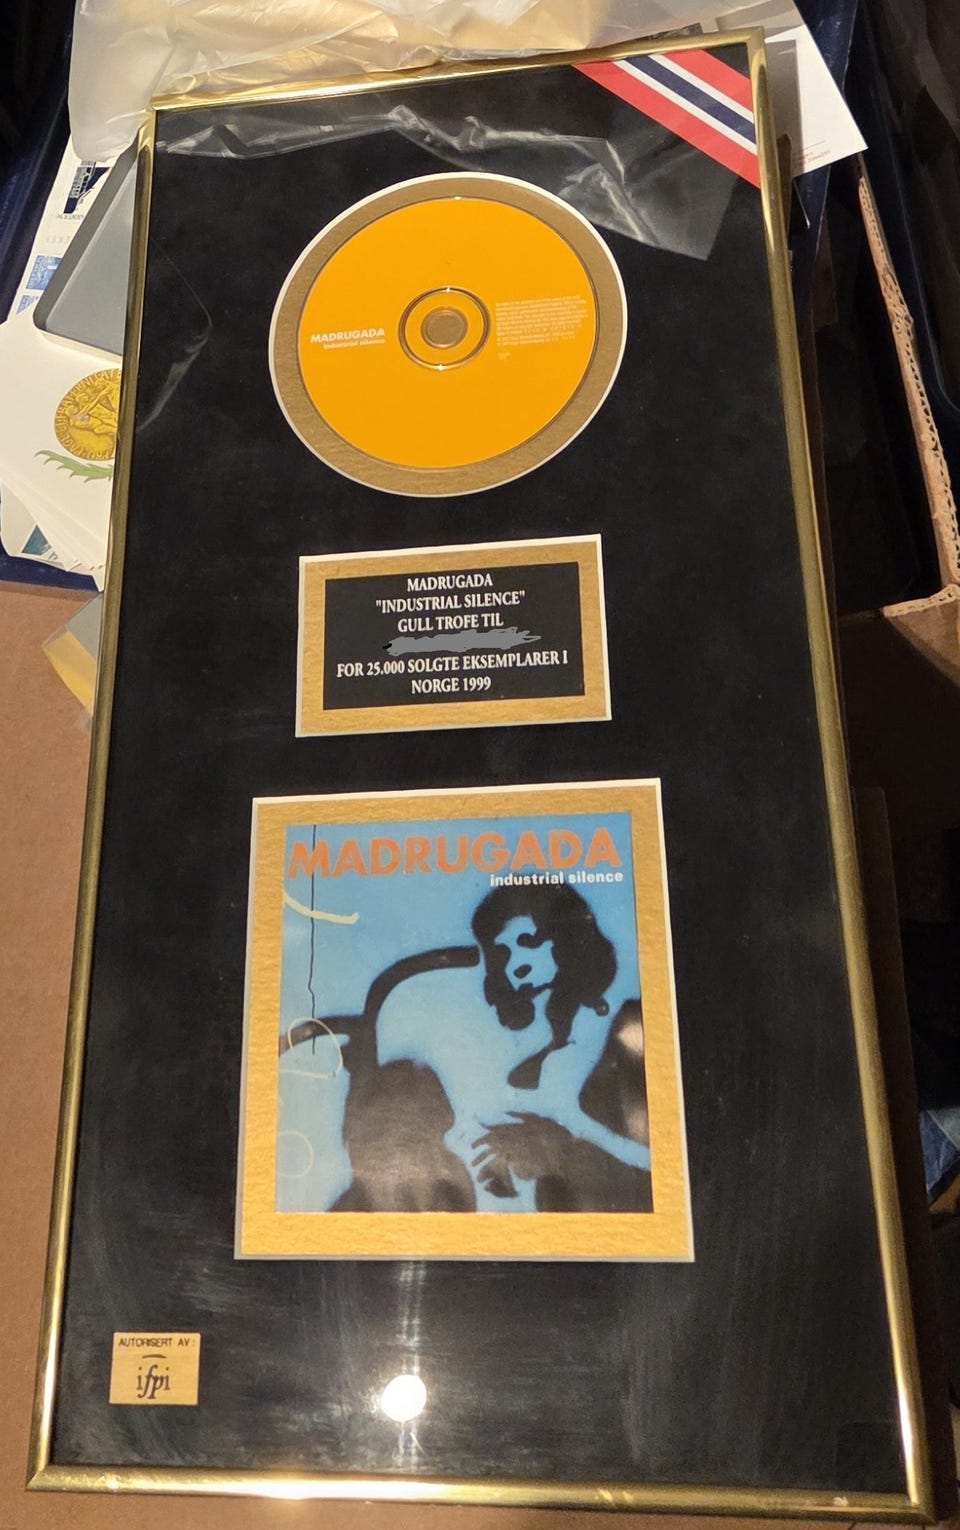 MADRUGADA
industrial silence
MADRUGADA
"INDUSTRIAL SILENCE"
GULL TROFE TIL
FOR 25.000 SOLGTE EKSEMPLARER I
NORGE 1999
MADRUGADA
industrial silence
AUTORISERT AV :
ifpi